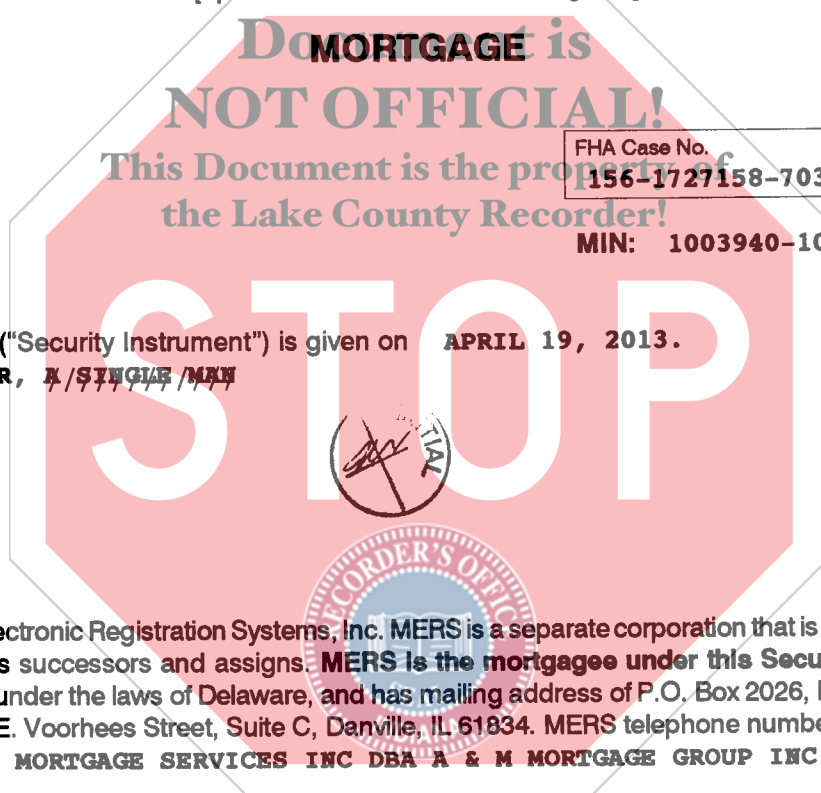 Document is
MORTGAGE
NOT OFFICIAL!
This Document is the property of
the Lake County Recorder!
FHA Case No.
156-1727158-703
MIN: 1003940-10
STOP
("Security Instrument") is given on APRIL 19, 2013.
R, A SINGLE MAN
TIAL
RECORDER'S OFFICE
ectronic Registration Systems, Inc. MERS is a separate corporation that is
s successors and assigns. MERS is the mortgagee under this Secu
under the laws of Delaware, and has mailing address of P.O. Box 2026,
E. Voorhees Street, Suite C, Danville, IL 61834. MERS telephone numbe
MORTGAGE SERVICES INC DBA A & M MORTGAGE GROUP INC